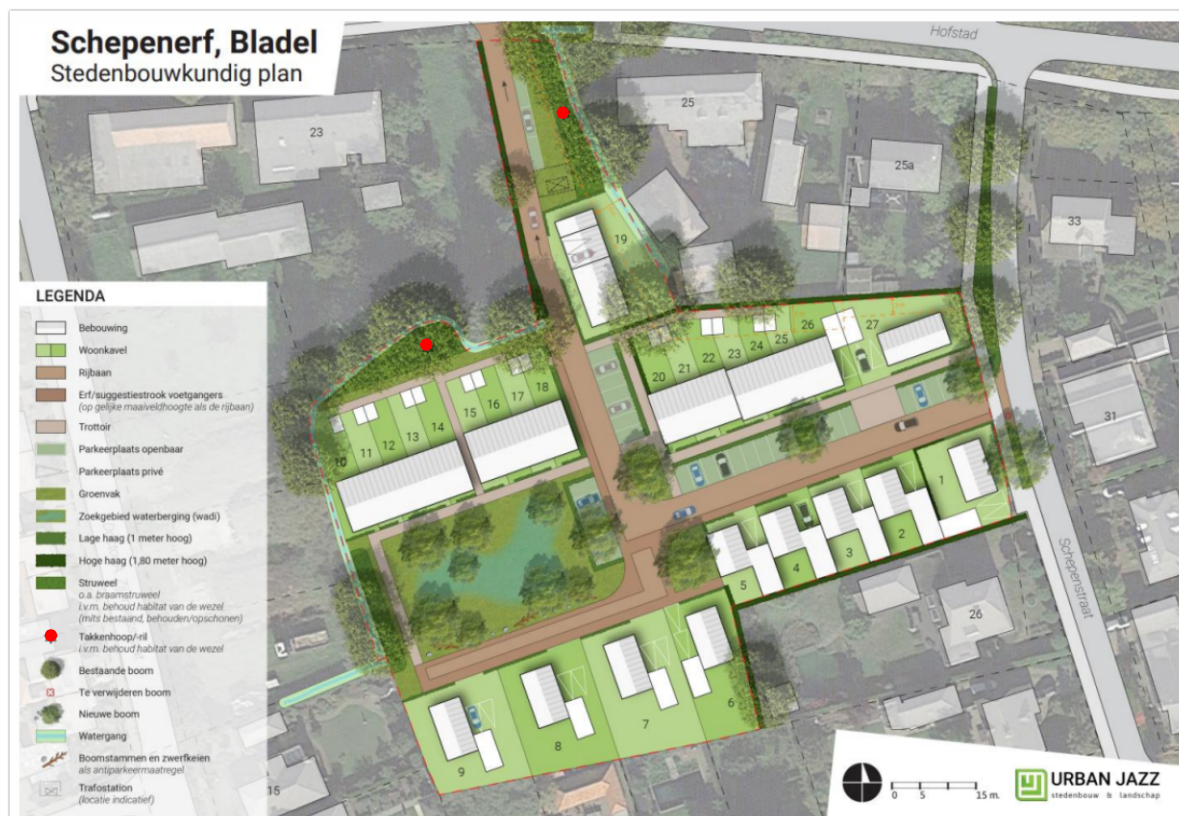 Schepenerf, Bladel
Stedenbouwkundig plan
Hofstad
23
25
25a
33
19
LEGENDA
Bebouwing
Woonkavel
Rijbaan
Erf/suggestiestrook voetgangers
(op gelijke maaiveldhoogte als de rijbaan)
Trottoir
Parkeerplaats openbaar
Parkeerplaats privé
Groenvak
Zoekgebied waterberging (wadi)
Lage haag (1 meter hoog)
Hoge haag (1,80 meter hoog)
Struweel
o.a. braamstruweel
i.v.m. behoud habitat van de wezel
(mits bestaand, behouden/opschonen)
Takkenhoop/-ril
i.v.m. behoud habitat van de wezel
Bestaande boom
Te verwijderen boom
Nieuwe boom
Watergang
Boomstammen en zwerfkeien
als antiparkeermaatregel
Trafostation
(locatie indicatief)
10
11
12
13
14
15
16
17
18
20
21
22
23
24
25
26
27
31
1
2
3
4
5
6
7
8
9
26
Schepenstraat
15
0 5 15 m.
URBAN JAZZ
stedenbouw & landschap